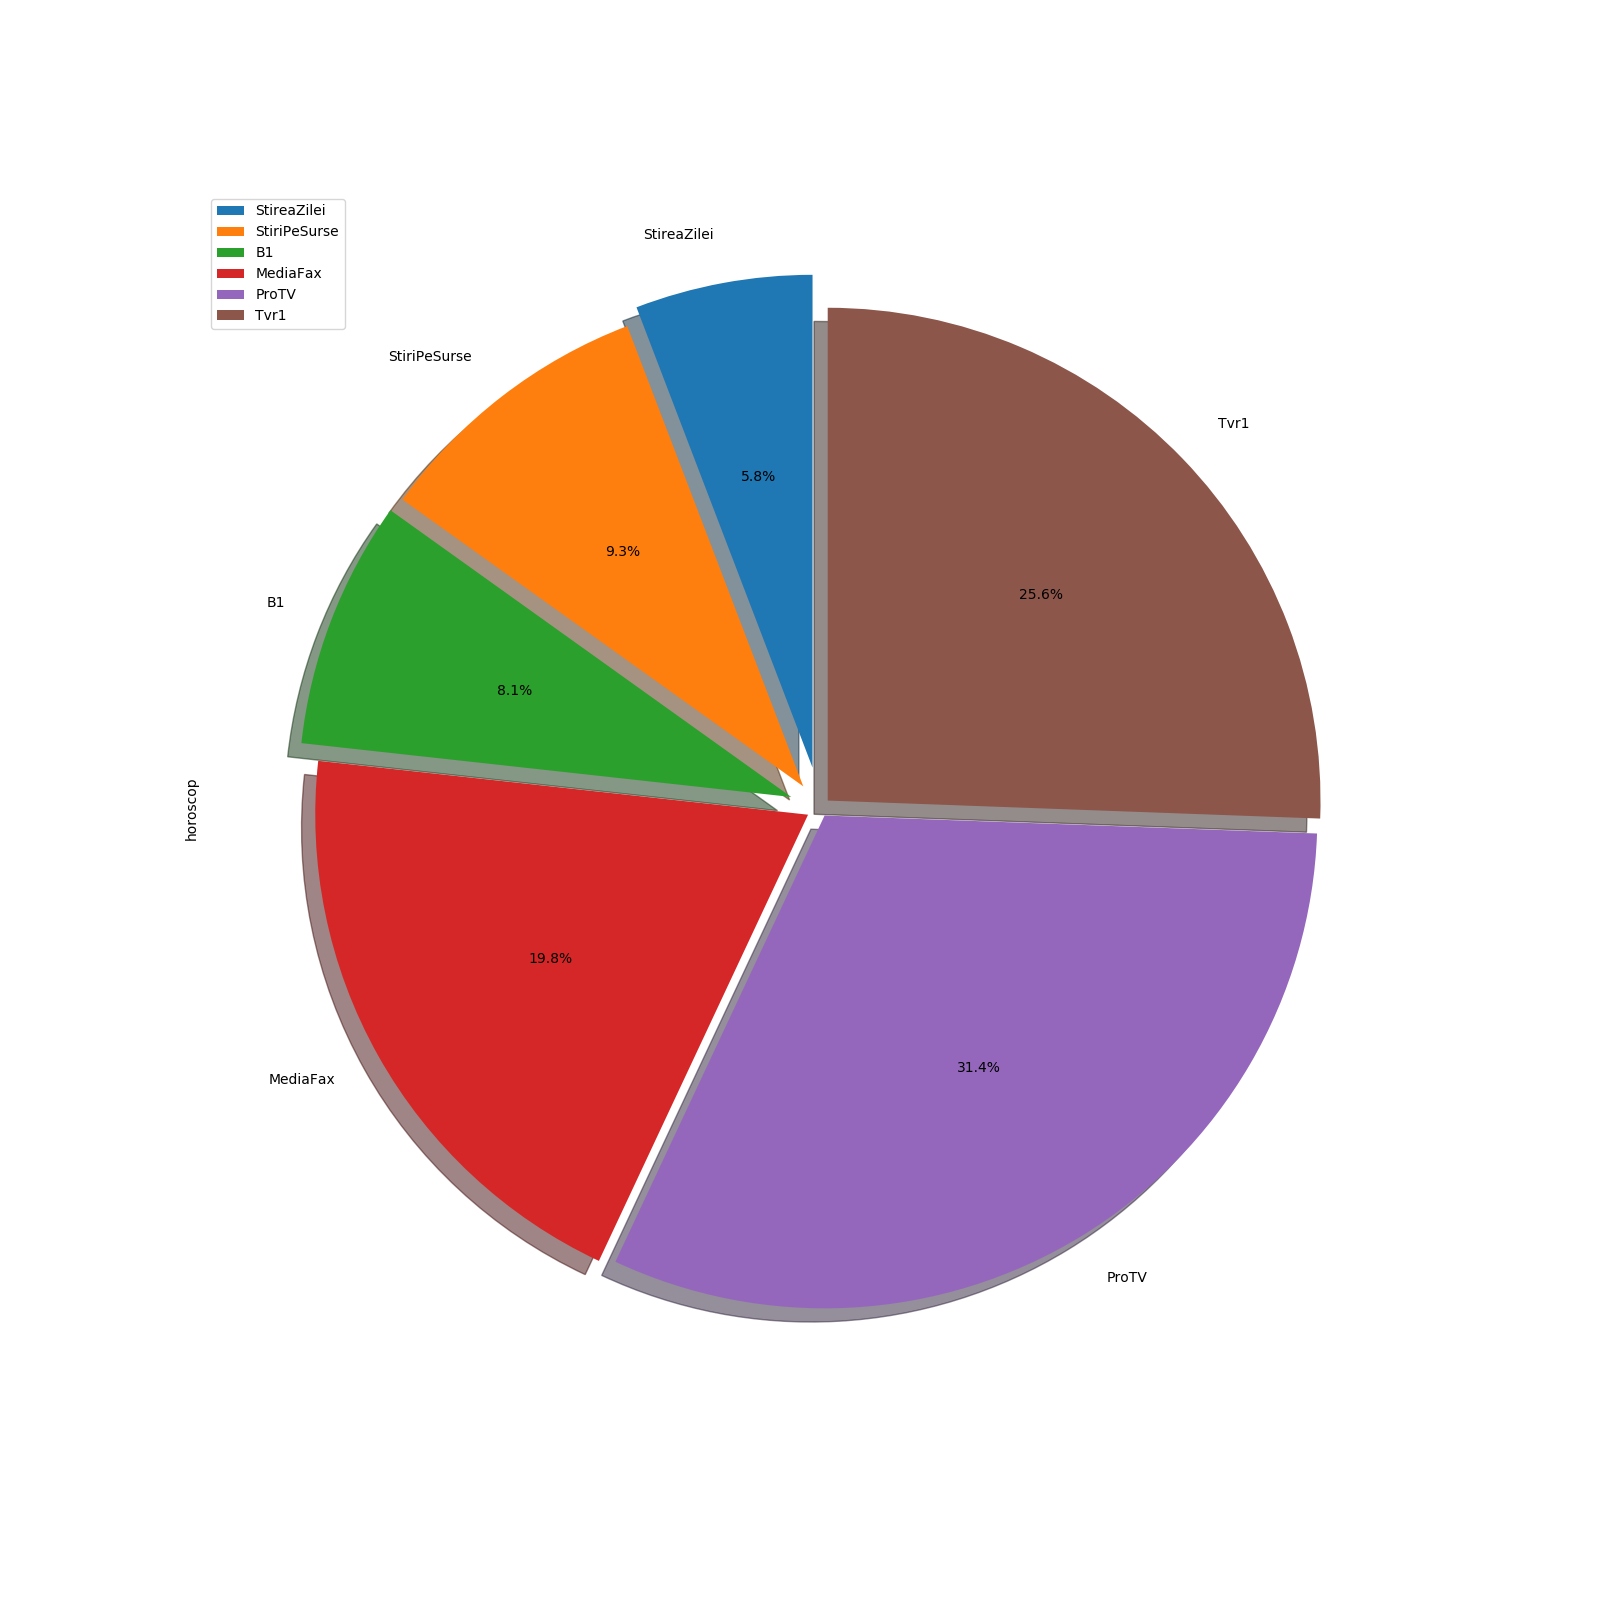 StireaZilei
StiriPeSurse
B1
MediaFax
ProTV
Tvr1
StireaZilei
StiriPeSurse
Tvr1
5.8%
9.3%
25.6%
B1
8.1%
horoscop
19.8%
31.4%
MediaFax
ProTV